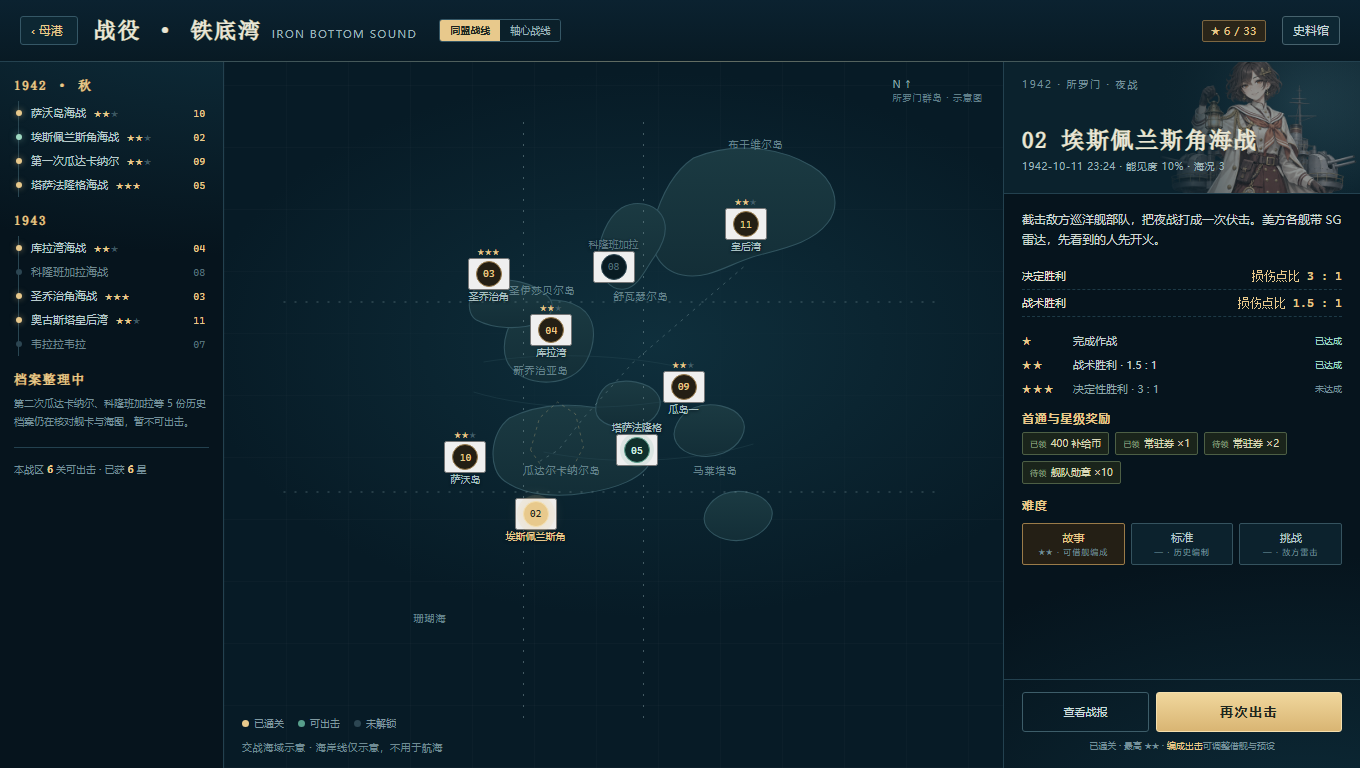 ‹ 母港
战役 • 铁底湾 IRON BOTTOM SOUND
同盟战线 轴心战线
★ 6 / 33
史料馆
1942 • 秋
萨沃岛海战 ★★★ 10
埃斯佩兰斯角海战 ★★★ 02
第一次瓜达卡纳尔 ★★★ 09
塔萨法隆格海战 ★★★ 05
1943
库拉湾海战 ★★★ 04
科隆班加拉海战 08
圣乔治角海战 ★★★ 03
奥古斯塔皇后湾 ★★★ 11
韦拉拉韦拉 07
档案整理中
第二次瓜达卡纳尔、科隆班加拉等 5 份历史
档案仍在核对舰卡与海图，暂不可出击。
本战区 6 关可出击 · 已获 6 星
N ↑
所罗门群岛 · 示意图
布干维尔岛
★★★
11
皇后湾
科隆班加拉
08
舒瓦瑟尔岛
★★★
03
圣乔治角
圣伊莎贝尔岛
★★★
04
库拉湾
新乔治亚岛
★★★
09
瓜岛一
塔萨法隆格
05
马莱塔岛
★★★
10
萨沃岛
瓜达尔卡纳尔岛
02
埃斯佩兰斯角
珊瑚海
已通关 可出击 未解锁
交战海域示意 · 海岸线仅示意，不用于航海
1942 · 所罗门 · 夜战
02 埃斯佩兰斯角海战
1942-10-11 23:24 · 能见度 10% · 海况 3
截击敌方巡洋舰部队，把夜战打成一次伏击。美方各舰带 SG
雷达，先看到的人先开火。
决定胜利 损伤点比 3 : 1
战术胜利 损伤点比 1.5 : 1
★ 完成作战 已达成
★★ 战术胜利 · 1.5 : 1 已达成
★★★ 决定性胜利 · 3 : 1 未达成
首通与星级奖励
已领 400 补给币
已领 常驻券 ×1
待领 常驻券 ×2
待领 舰队勋章 ×10
难度
故事
★★ · 可借舰编成
标准
— · 历史编制
挑战
— · 敌方雷击
查看战报
再次出击
已通关 · 最高 ★★ · 编成出击可调整借舰与预设